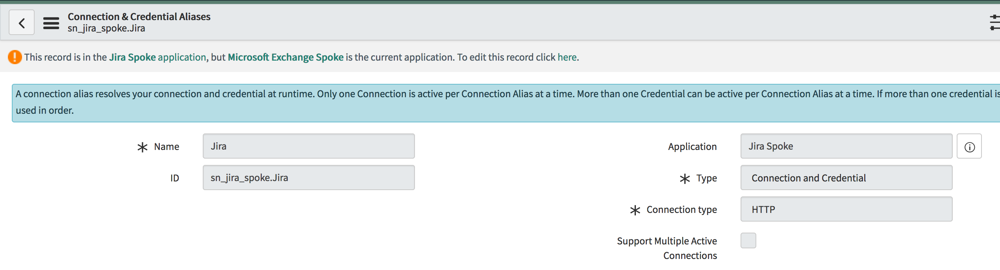 Connection & Credential Aliases
sn_jira_spoke.Jira
This record is in the Jira Spoke application, but Microsoft Exchange Spoke is the current application. To edit this record click here.
A connection alias resolves your connection and credential at runtime. Only one Connection is active per Connection Alias at a time. More than one Credential can be active per Connection Alias at a time. If more than one credential is
used in order.
* Name Jira
Application Jira Spoke
ID sn_jira_spoke.Jira
* Type Connection and Credential
* Connection type HTTP
Support Multiple Active
Connections